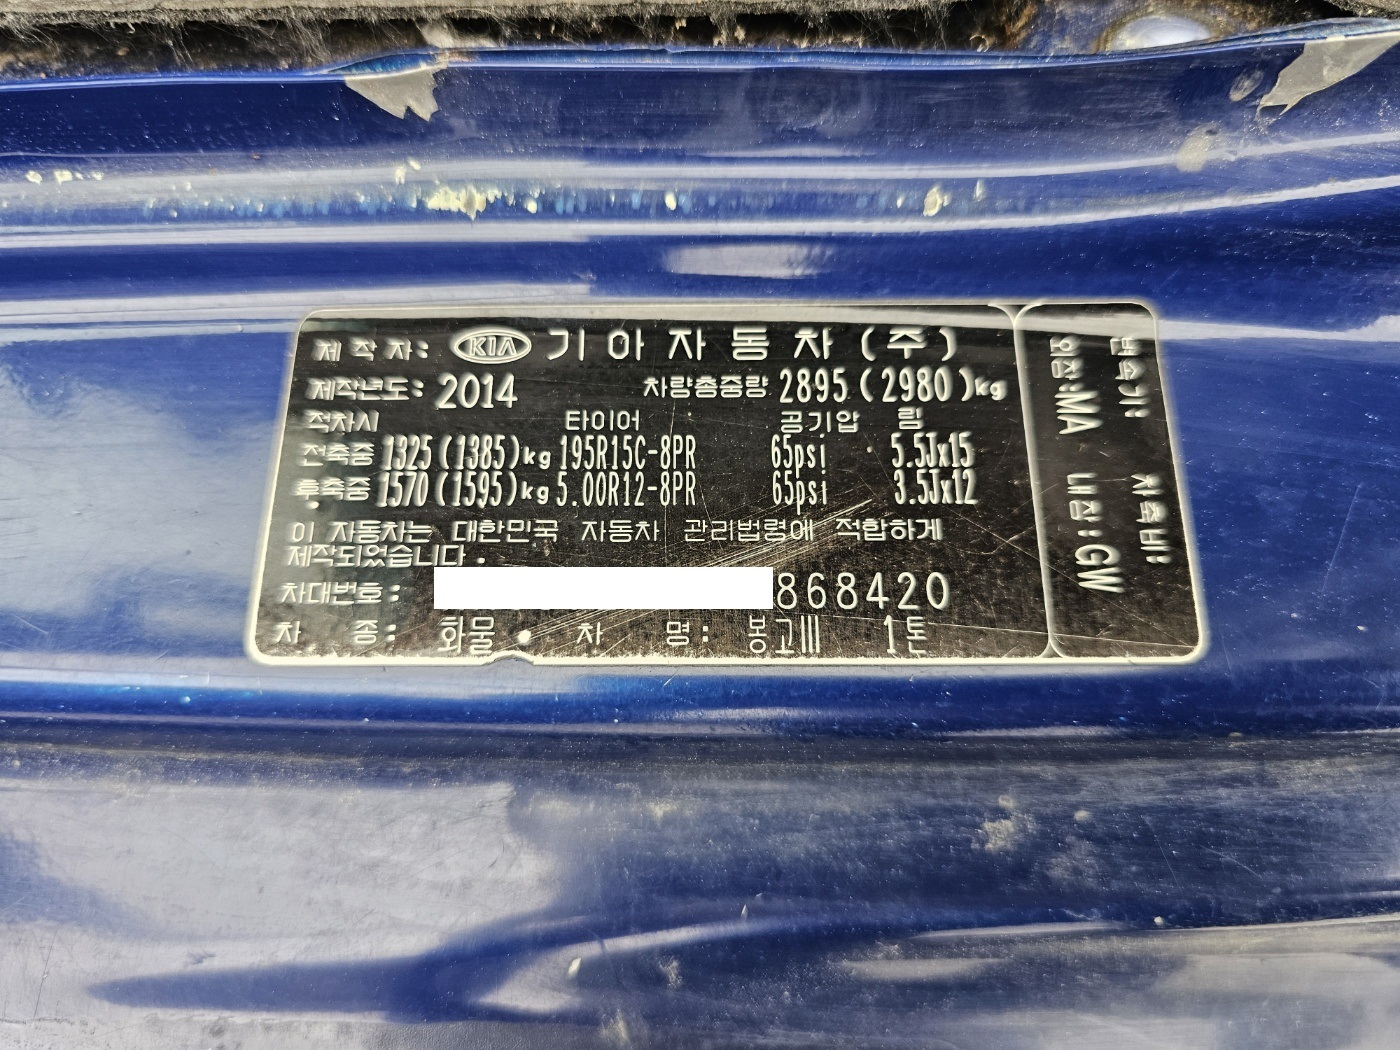 제 작 자: KIA 기 아 자 동 차 (주)
제작년도: 2014 차량총중량 2895 (2980)kg
적차시 타이어 공기압 림
전축중 1325 (1385)kg 195R15C-8PR 65psi 5.5Jx15
후축중 1570 (1595)kg 5.00R12-8PR 65psi 3.5Jx12
이 자동차는 대한민국 자동차 관리법령에 적합하게
제작되었습니다.
차대번호: 868420
차 종: 화물 차 명: 봉고III 1톤
변속기:
외장:MA
차축비:
내장:GW